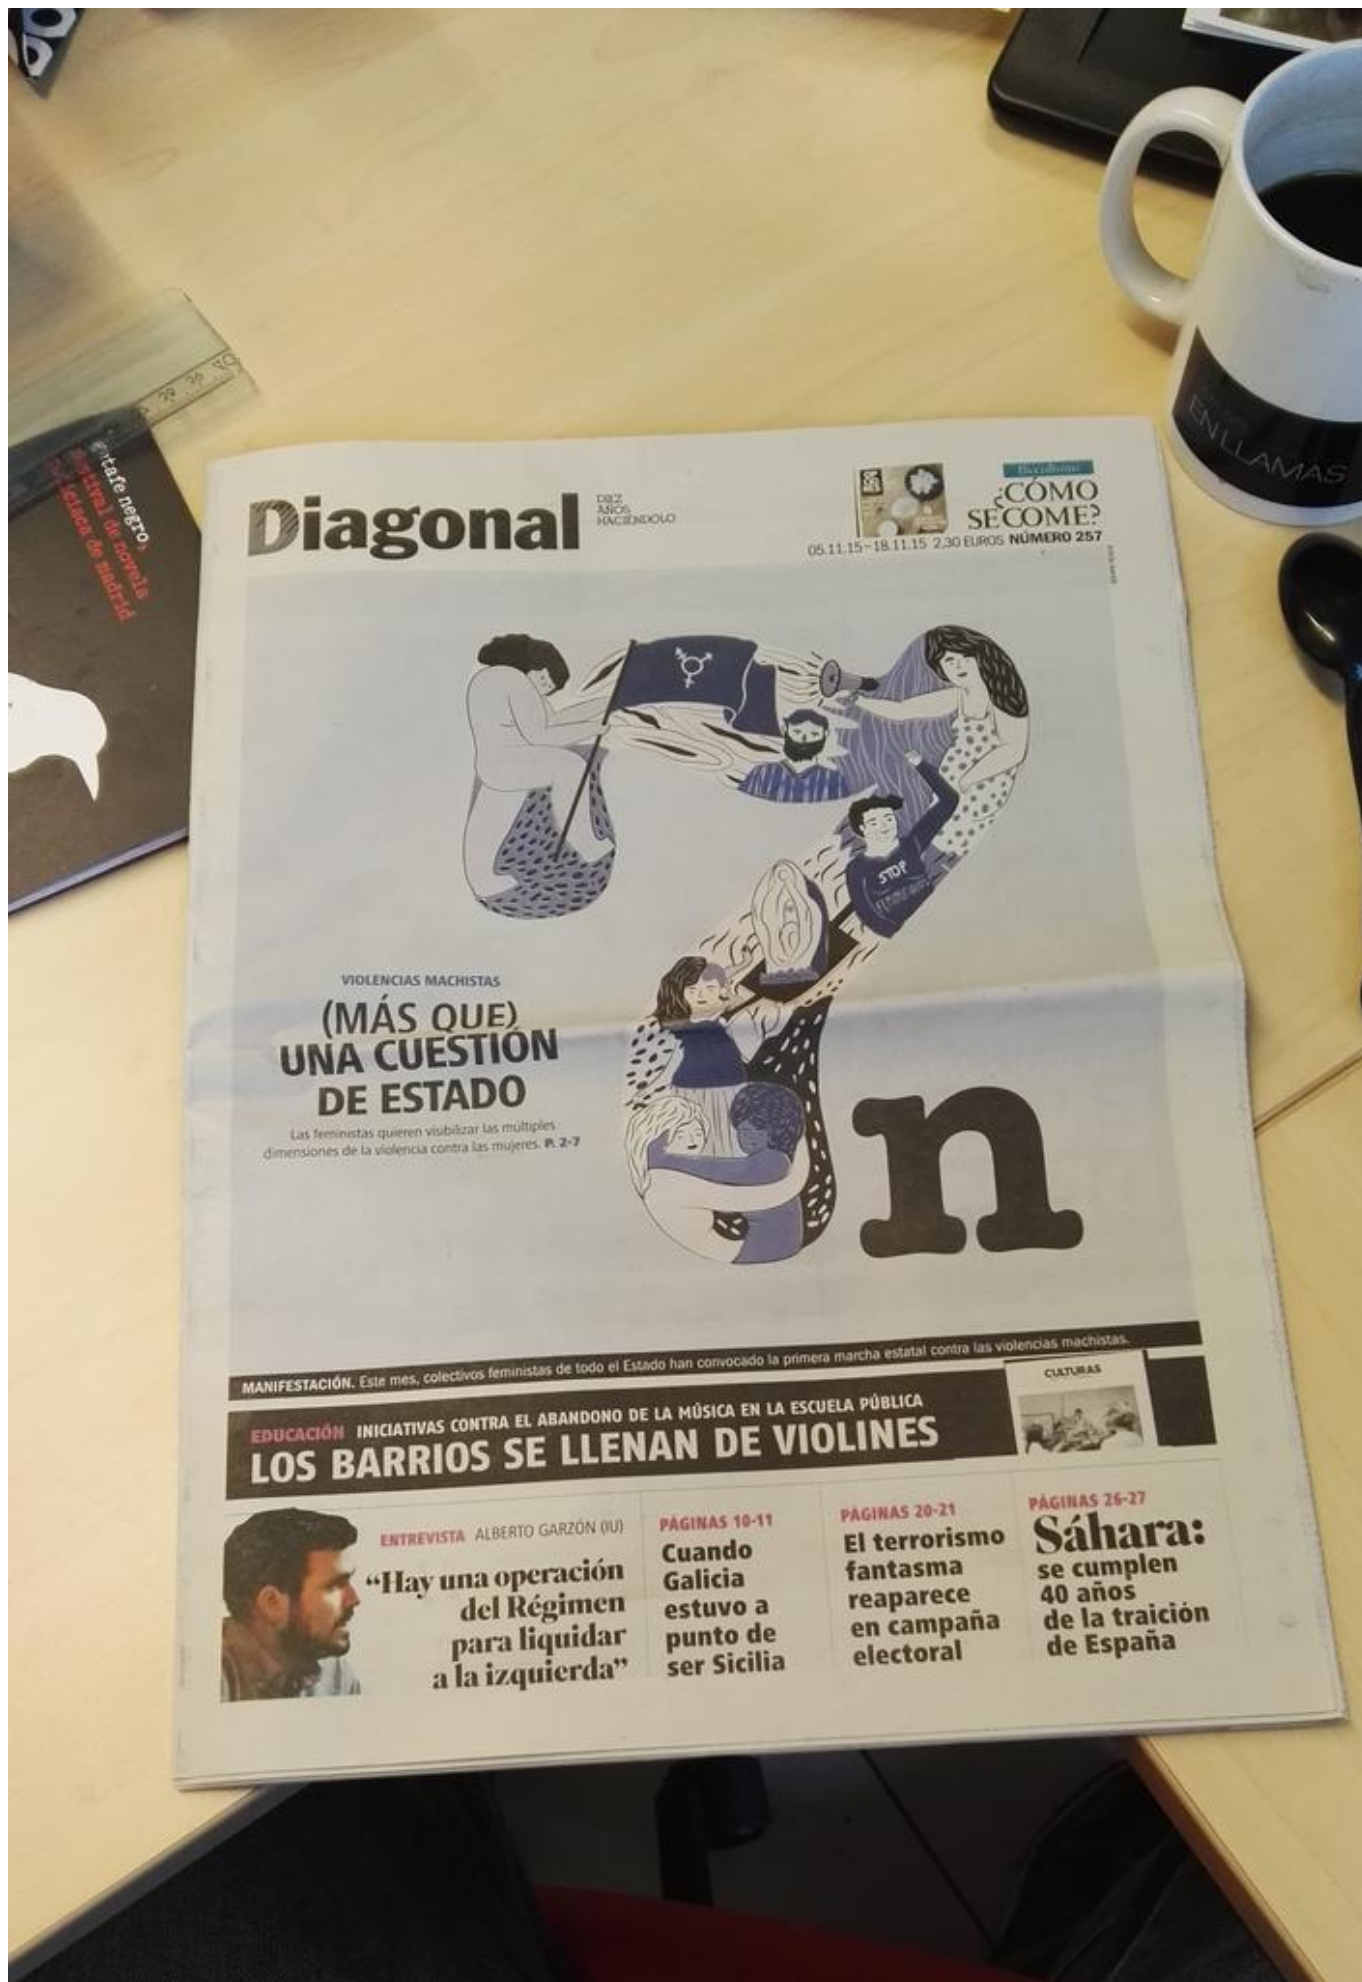 Diagonal
DIEZ
AÑOS
HACIÉNDOLO
¿CÓMO
SE COME?
05.11.15-18.11.15 2,30 EUROS NÚMERO 257
EN LLAMAS
tafe negro,
festival de novela
policiaca de madrid
STOP
7n
VIOLENCIAS MACHISTAS
(MÁS QUE)
UNA CUESTIÓN
DE ESTADO
Las feministas quieren visibilizar las múltiples
dimensiones de la violencia contra las mujeres. P. 2-7
MANIFESTACIÓN. Este mes, colectivos feministas de todo el Estado han convocado la primera marcha estatal contra las violencias machistas.
EDUCACIÓN INICIATIVAS CONTRA EL ABANDONO DE LA MÚSICA EN LA ESCUELA PÚBLICA
LOS BARRIOS SE LLENAN DE VIOLINES
CULTURAS
ENTREVISTA ALBERTO GARZÓN (IU)
“Hay una operación
del Régimen
para liquidar
a la izquierda”
PÁGINAS 10-11
Cuando
Galicia
estuvo a
punto de
ser Sicilia
PÁGINAS 20-21
El terrorismo
fantasma
reaparece
en campaña
electoral
PÁGINAS 26-27
Sáhara:
se cumplen
40 años
de la traición
de España